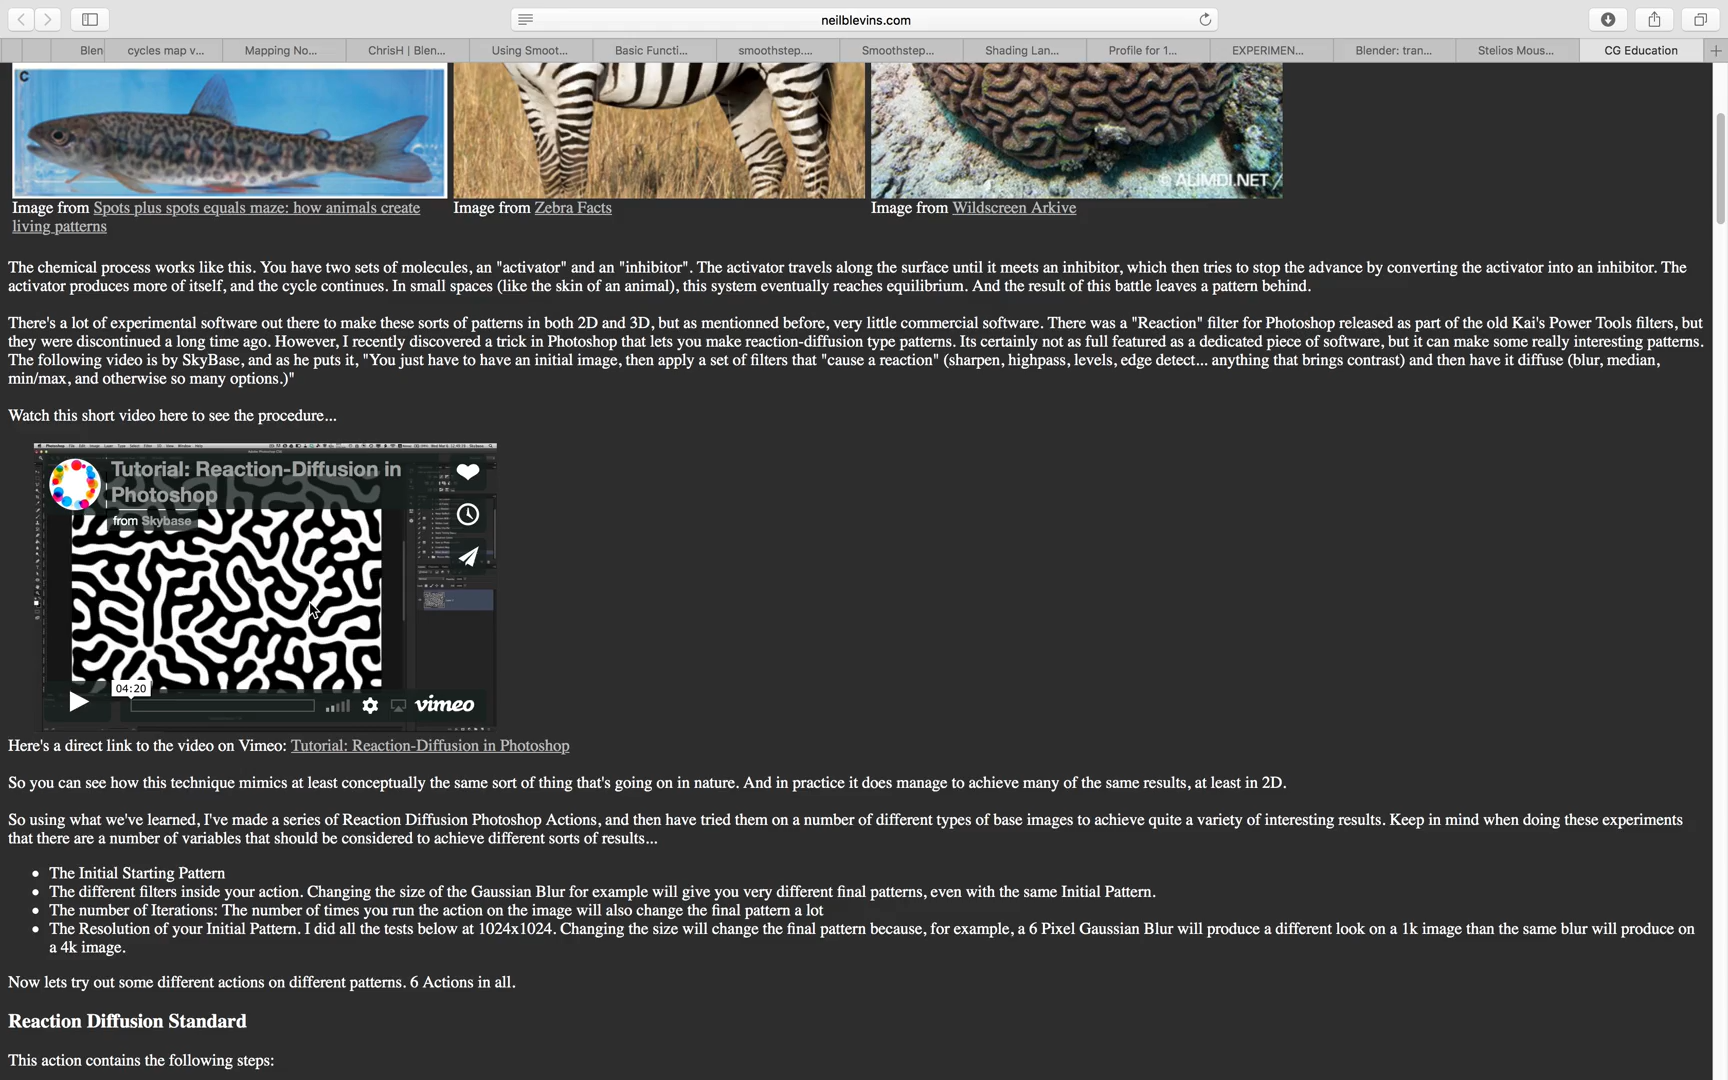 neilblevins.com
Blen
cycles map v...
Mapping No...
ChrisH | Blen...
Using Smoot...
Basic Functi...
smoothstep....
Smoothstep...
Shading Lan...
Profile for 1...
EXPERIMEN...
Blender: tran...
Stelios Mous...
CG Education
C
© ALIMDI.NET
Image from Spots plus spots equals maze: how animals create
living patterns
Image from Zebra Facts
Image from Wildscreen Arkive
The chemical process works like this. You have two sets of molecules, an "activator" and an "inhibitor". The activator travels along the surface until it meets an inhibitor, which then tries to stop the advance by converting the activator into an inhibitor. The
activator produces more of itself, and the cycle continues. In small spaces (like the skin of an animal), this system eventually reaches equilibrium. And the result of this battle leaves a pattern behind.
There's a lot of experimental software out there to make these sorts of patterns in both 2D and 3D, but as mentionned before, very little commercial software. There was a "Reaction" filter for Photoshop released as part of the old Kai's Power Tools filters, but
they were discontinued a long time ago. However, I recently discovered a trick in Photoshop that lets you make reaction-diffusion type patterns. Its certainly not as full featured as a dedicated piece of software, but it can make some really interesting patterns.
The following video is by SkyBase, and as he puts it, "You just have to have an initial image, then apply a set of filters that "cause a reaction" (sharpen, highpass, levels, edge detect... anything that brings contrast) and then have it diffuse (blur, median,
min/max, and otherwise so many options.)"
Watch this short video here to see the procedure...
Tutorial: Reaction-Diffusion in
Photoshop
from Skybase
04:20
vimeo
Here's a direct link to the video on Vimeo: Tutorial: Reaction-Diffusion in Photoshop
So you can see how this technique mimics at least conceptually the same sort of thing that's going on in nature. And in practice it does manage to achieve many of the same results, at least in 2D.
So using what we've learned, I've made a series of Reaction Diffusion Photoshop Actions, and then have tried them on a number of different types of base images to achieve quite a variety of interesting results. Keep in mind when doing these experiments
that there are a number of variables that should be considered to achieve different sorts of results...
• The Initial Starting Pattern
• The different filters inside your action. Changing the size of the Gaussian Blur for example will give you very different final patterns, even with the same Initial Pattern.
• The number of Iterations: The number of times you run the action on the image will also change the final pattern a lot
• The Resolution of your Initial Pattern. I did all the tests below at 1024x1024. Changing the size will change the final pattern because, for example, a 6 Pixel Gaussian Blur will produce a different look on a 1k image than the same blur will produce on
a 4k image.
Now lets try out some different actions on different patterns. 6 Actions in all.
Reaction Diffusion Standard
This action contains the following steps: